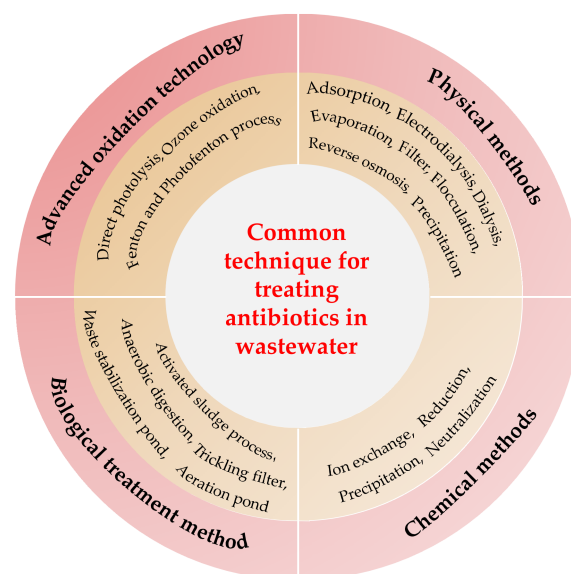 Advanced oxidation technology
Direct photolysis, Ozone oxidation,
Fenton and Photofenton process
Physical methods
Adsorption, Electrodialysis, Dialysis,
Evaporation, Filter, Flocculation,
Reverse osmosis, Precipitation
Common
technique for
treating
antibiotics in
wastewater
Biological treatment method
Activated sludge process,
Anaerobic digestion, Trickling filter,
Waste stabilization pond, Aeration pond
Chemical methods
Ion exchange, Reduction,
Precipitation, Neutralization